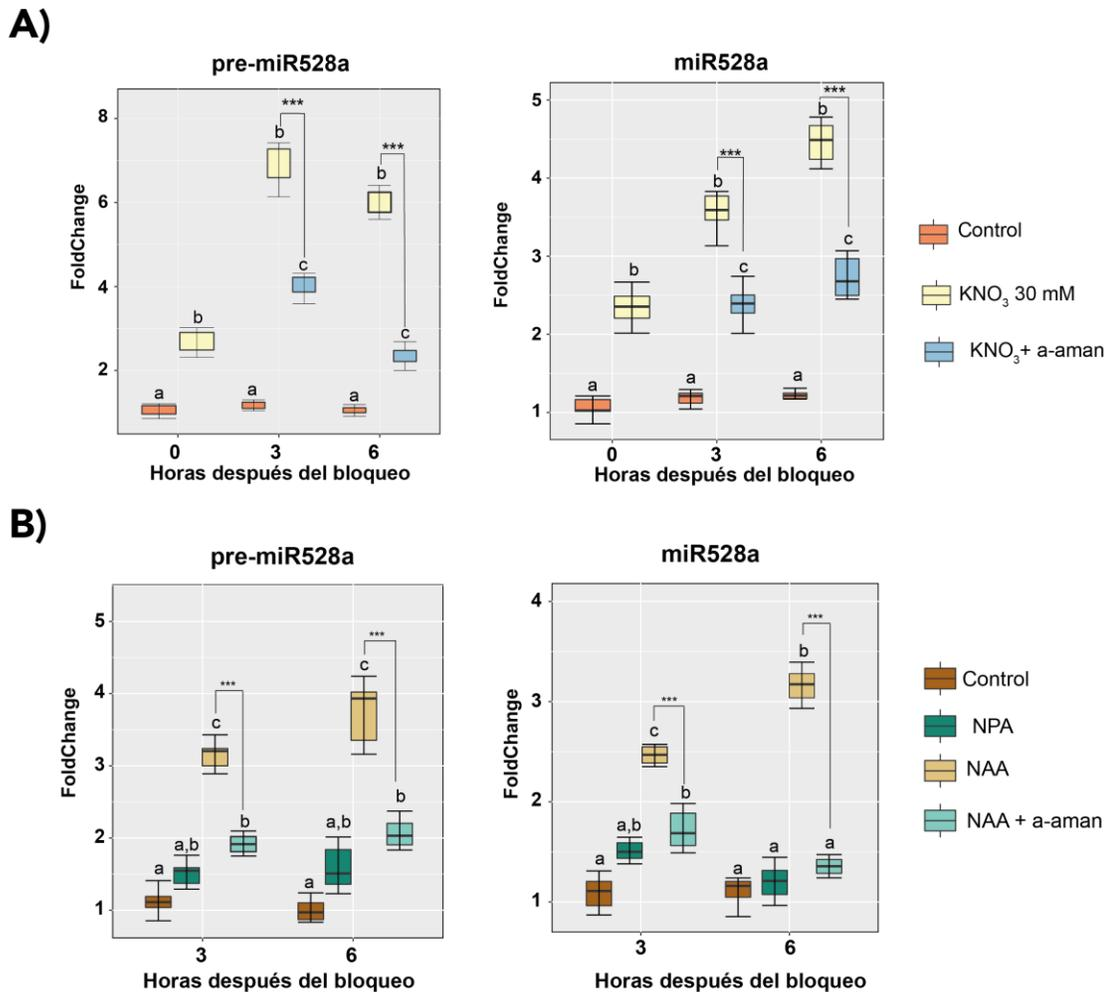 A)
pre-miR528a
8
6
4
2
FoldChange
a
b
a
b
***
c
a
b
***
c
0
3
6
Horas después del bloqueo
miR528a
5
4
3
2
1
FoldChange
a
b
a
b
***
c
a
b
***
c
0
3
6
Horas después del bloqueo
Control
KNO3 30 mM
KNO3+ a-aman
B)
pre-miR528a
5
4
3
2
1
FoldChange
a
a,b
c
***
b
a
a,b
c
***
b
3
6
Horas después del bloqueo
miR528a
4
3
2
1
FoldChange
a
a,b
c
***
b
a
a
b
***
a
3
6
Horas después del bloqueo
Control
NPA
NAA
NAA + a-aman